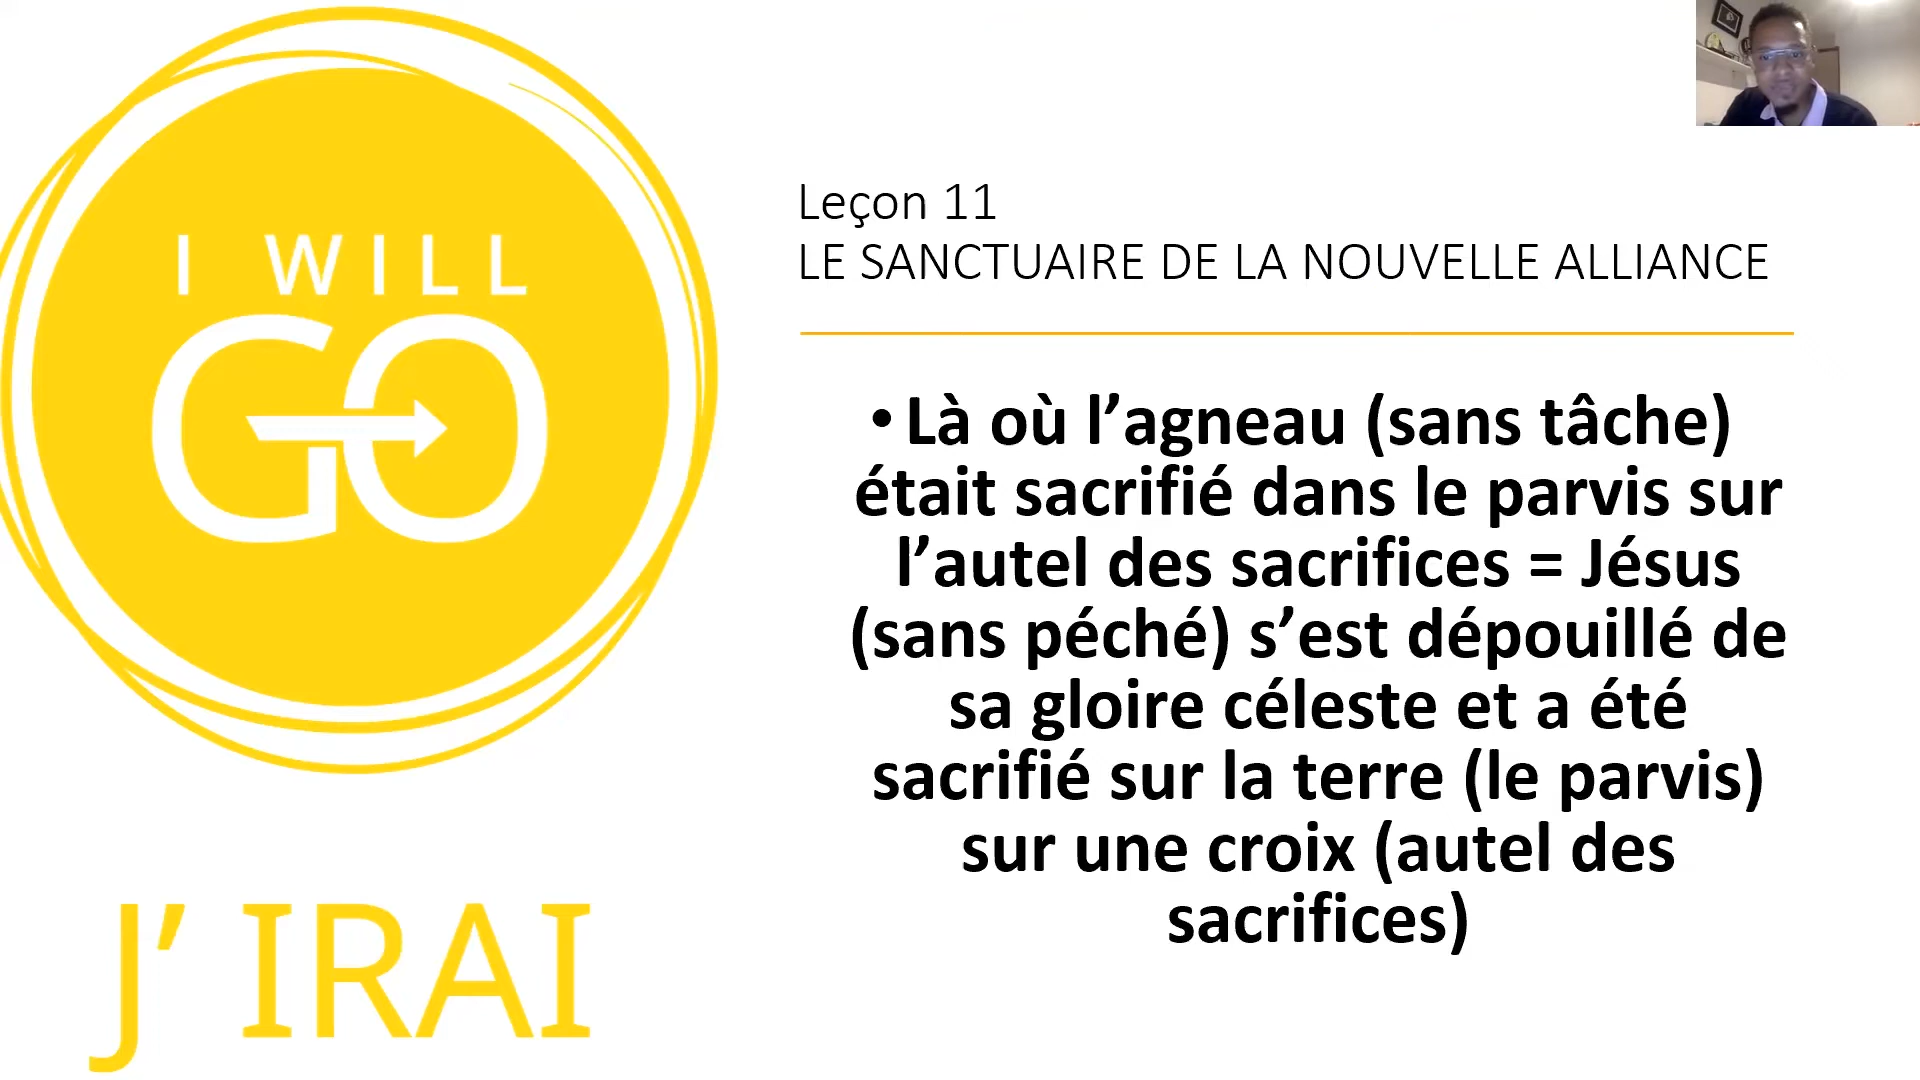 I WILL
GO
J’ IRAI
Leçon 11
LE SANCTUAIRE DE LA NOUVELLE ALLIANCE
• Là où l’agneau (sans tâche)
était sacrifié dans le parvis sur
l’autel des sacrifices = Jésus
(sans péché) s’est dépouillé de
sa gloire céleste et a été
sacrifié sur la terre (le parvis)
sur une croix (autel des
sacrifices)